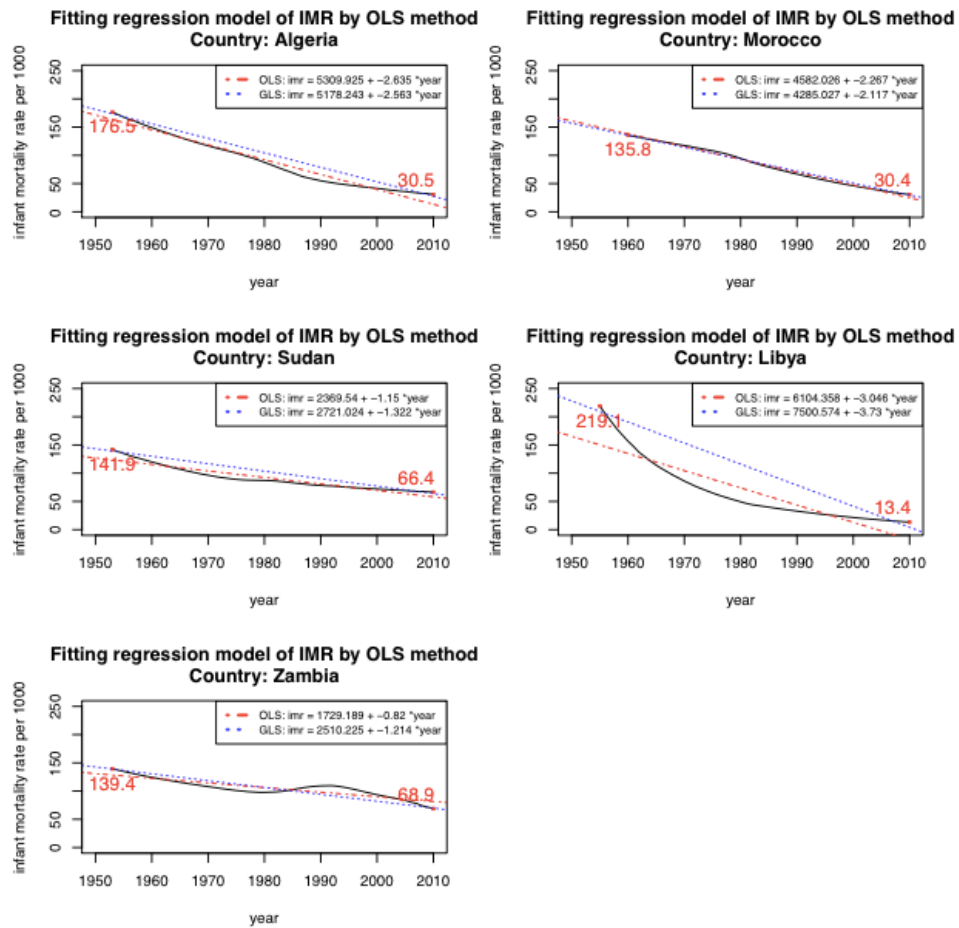 Fitting regression model of IMR by OLS method
Country: Algeria
infant mortality rate per 1000
250
150
50
0
OLS: imr = 5309.925 + −2.635 *year
GLS: imr = 5178.243 + −2.563 *year
176.5
30.5
1950 1960 1970 1980 1990 2000 2010
year
Fitting regression model of IMR by OLS method
Country: Morocco
infant mortality rate per 1000
250
150
50
0
OLS: imr = 4582.026 + −2.267 *year
GLS: imr = 4285.027 + −2.117 *year
135.8
30.4
1950 1960 1970 1980 1990 2000 2010
year
Fitting regression model of IMR by OLS method
Country: Sudan
infant mortality rate per 1000
250
150
50
0
OLS: imr = 2369.54 + −1.15 *year
GLS: imr = 2721.024 + −1.322 *year
141.9
66.4
1950 1960 1970 1980 1990 2000 2010
year
Fitting regression model of IMR by OLS method
Country: Libya
infant mortality rate per 1000
250
150
50
0
OLS: imr = 6104.358 + −3.046 *year
GLS: imr = 7500.574 + −3.73 *year
219.1
13.4
1950 1960 1970 1980 1990 2000 2010
year
Fitting regression model of IMR by OLS method
Country: Zambia
infant mortality rate per 1000
250
150
50
0
OLS: imr = 1729.189 + −0.82 *year
GLS: imr = 2510.225 + −1.214 *year
139.4
68.9
1950 1960 1970 1980 1990 2000 2010
year